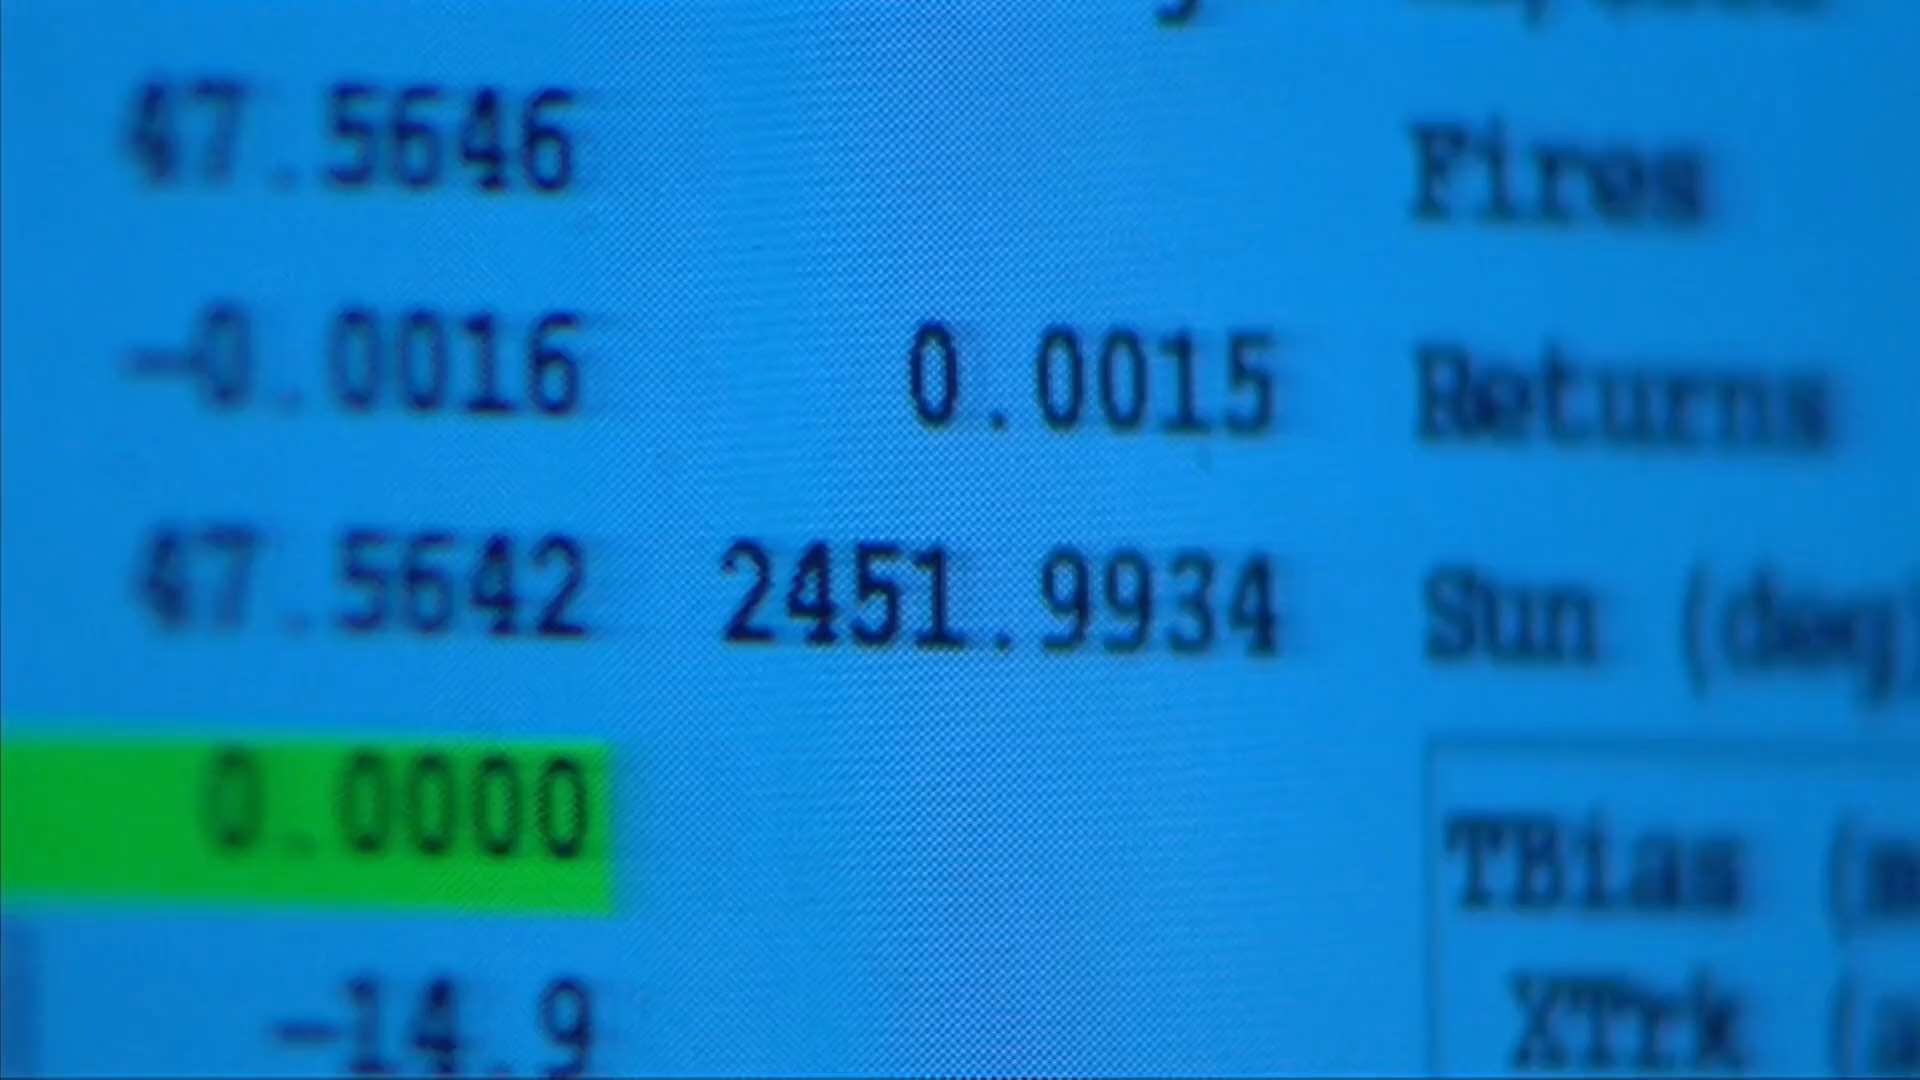 47.5646 Fires
-0.0016 0.0015 Returns
47.5642 2451.9934 Sun (deg)
0.0000
TBias (m
-14.9
XTrk (a